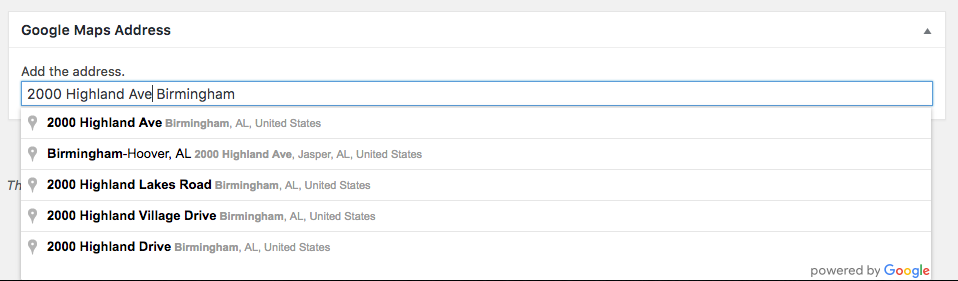 Google Maps Address
Add the address.
2000 Highland Ave Birmingham
2000 Highland Ave Birmingham, AL, United States
Birmingham-Hoover, AL 2000 Highland Ave, Jasper, AL, United States
2000 Highland Lakes Road Birmingham, AL, United States
Th
2000 Highland Village Drive Birmingham, AL, United States
2000 Highland Drive Birmingham, AL, United States
powered by Google